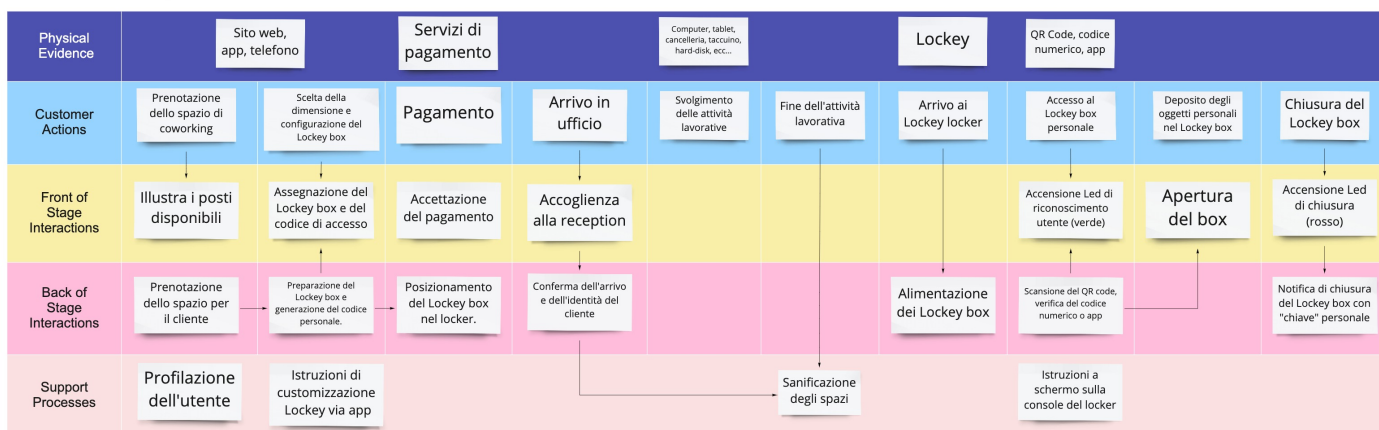 Physical
Evidence
Sito web,
app, telefono
Servizi di
pagamento
Computer, tablet,
cancelleria, taccuino,
hard-disk, ecc...
Lockey
QR Code, codice
numerico, app
Customer
Actions
Prenotazione
dello spazio di
coworking
Scelta della
dimensione e
configurazione del
Lockey box
Pagamento
Arrivo in
ufficio
Svolgimento
delle attività
lavorative
Fine dell'attività
lavorativa
Arrivo ai
Lockey locker
Accesso al
Lockey box
personale
Deposito degli
oggetti personali
nel Lockey box
Chiusura del
Lockey box
Front of
Stage
Interactions
Illustra i posti
disponibili
Assegnazione del
Lockey box e del
codice di accesso
Accettazione
del pagamento
Accoglienza
alla reception
Accensione Led di
riconoscimento
utente (verde)
Apertura
del box
Accensione Led
di chiusura
(rosso)
Back of
Stage
Interactions
Prenotazione
dello spazio per
il cliente
Preparazione del
Lockey box e
generazione del codice
personale.
Posizionamento
del Lockey box
nel locker.
Conferma dell'arrivo
e dell'identità del
cliente
Alimentazione
dei Lockey box
Scansione del QR code,
verifica del codice
numerico o app
Notifica di chiusura
del Lockey box con
"chiave" personale
Support
Processes
Profilazione
dell'utente
Istruzioni di
customizzazione
Lockey via app
Sanificazione
degli spazi
Istruzioni a
schermo sulla
console del locker